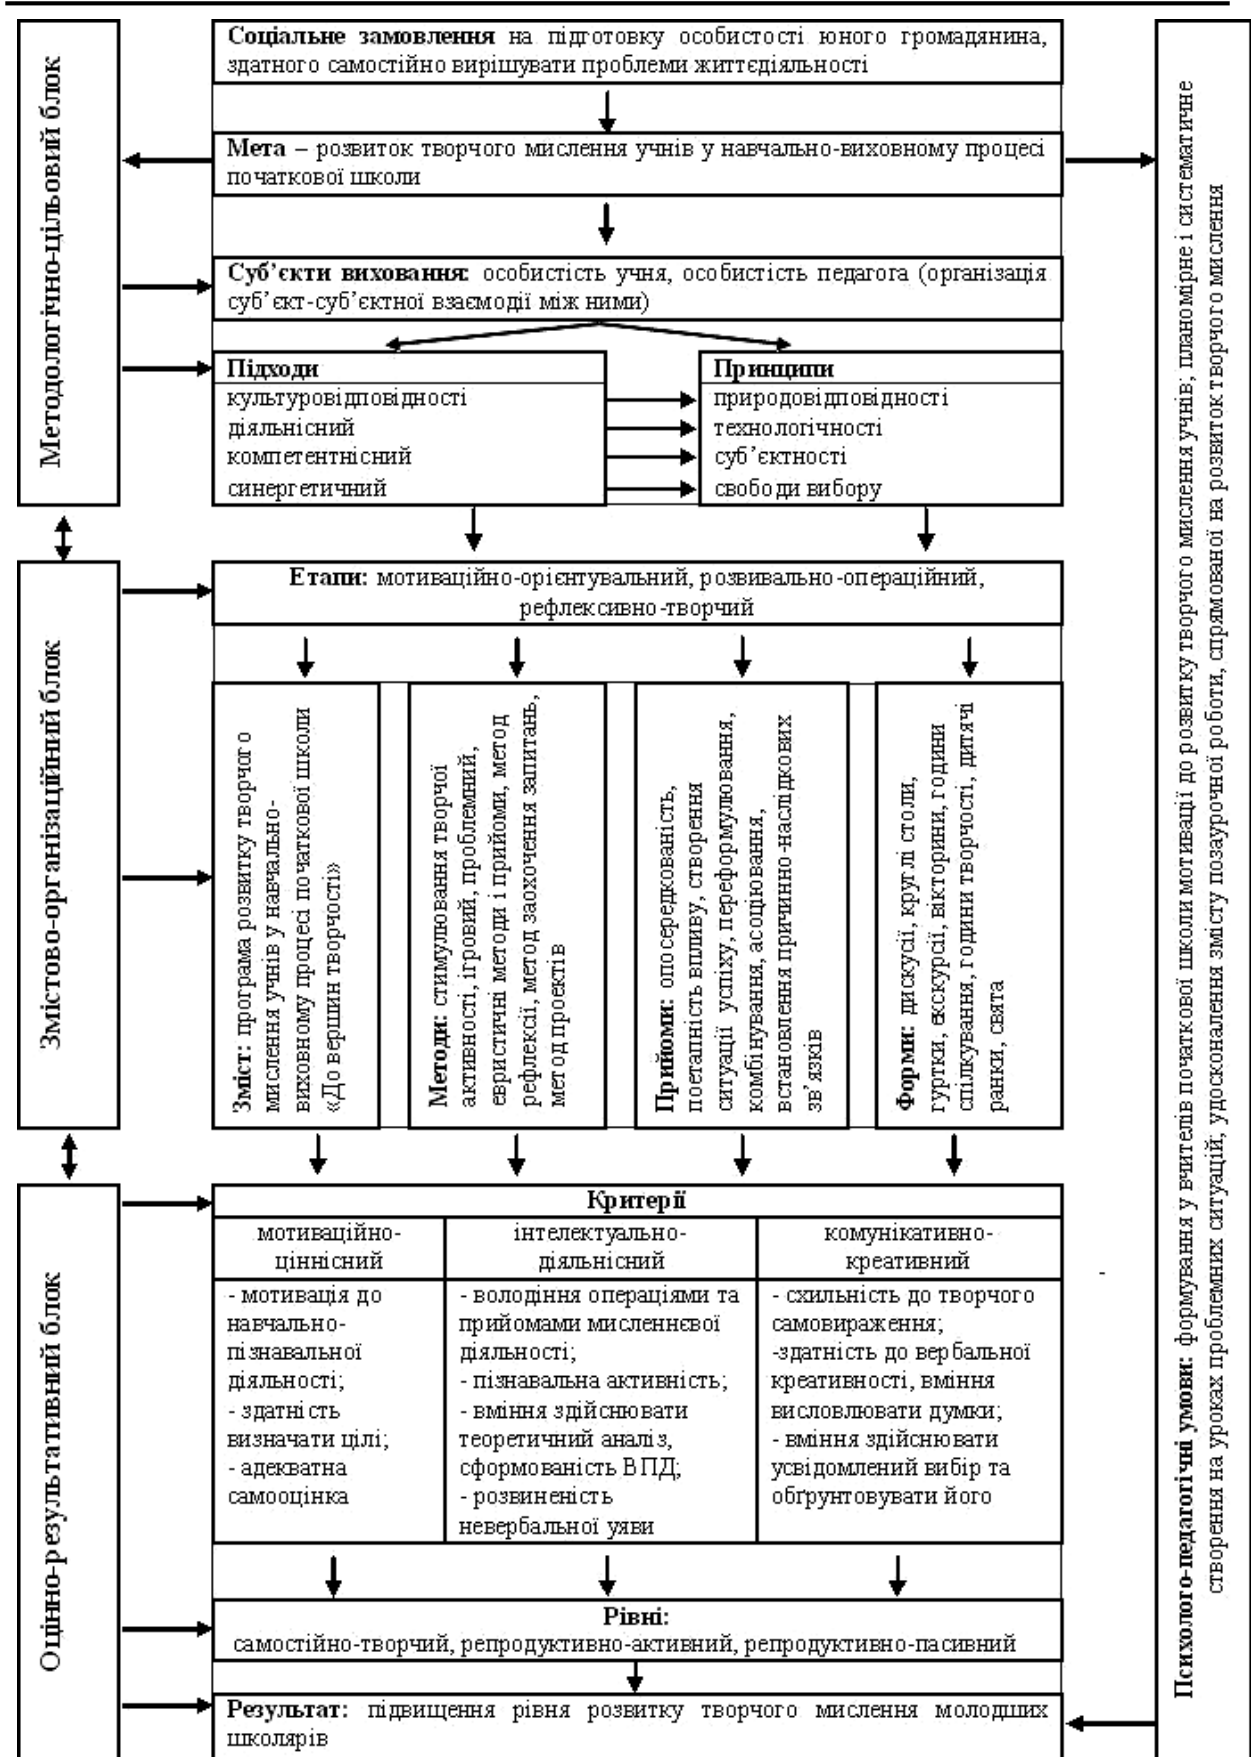 Методологічно-цільовий блок
Соціальне замовлення на підготовку особистості юного громадянина,
здатного самостійно вирішувати проблеми життєдіяльності
Мета – розвиток творчого мислення учнів у навчально-виховному процесі
початкової школи
Суб’єкти виховання: особистість учня, особистість педагога (організація
суб’єкт-суб’єктної взаємодії між ними)
Підходи
культуровідповідності
діяльнісний
компетентнісний
синергетичний
Принципи
природовідповідності
технологічності
суб’єктності
свободи вибору
Змістово-організаційний блок
Етапи: мотиваційно-орієнтувальний, розвивально-операційний,
рефлексивно-творчий
Зміст: програма розвитку творчого
мислення учнів у навчально-
виховному процесі початкової школи
«До вершин творчості»
Методи: стимулювання творчої
активності, ігровий, проблемний,
евристичні методи і прийоми, метод
рефлексії, метод заохочення запитань,
метод проектів
Прийоми: опосередкованість,
поетапність впливу, створення
ситуації успіху, переформулювання,
комбінування, асоціювання,
встановлення причинно-наслідкових
зв’язків
Форми: дискусії, круглі столи,
гуртки, екскурсії, вікторини, години
спілкування, години творчості, дитячі
ранки, свята
Оцінно-результативний блок
Критерії
мотиваційно-
ціннісний
- мотивація до
навчально-
пізнавальної
діяльності;
- здатність
визначати цілі;
- адекватна
самооцінка
інтелектуально-
діяльнісний
- володіння операціями та
прийомами мисленнєвої
діяльності;
- пізнавальна активність;
- вміння здійснювати
теоретичний аналіз,
сформованість ВПД;
- розвиненість
невербальної уяви
комунікативно-
креативний
- схильність до творчого
самовираження;
-здатність до вербальної
креативності, вміння
висловлювати думки;
- вміння здійснювати
усвідомлений вибір та
обґрунтовувати його
Рівні:
самостійно-творчий, репродуктивно-активний, репродуктивно-пасивний
Результат: підвищення рівня розвитку творчого мислення молодших
школярів
Психолого-педагогічні умови: формування у вчителів початкової школи мотивації до розвитку творчого мислення учнів; планомірне і систематичне
створення на уроках проблемних ситуацій, удосконалення змісту позаурочної роботи, спрямованої на розвиток творчого мислення